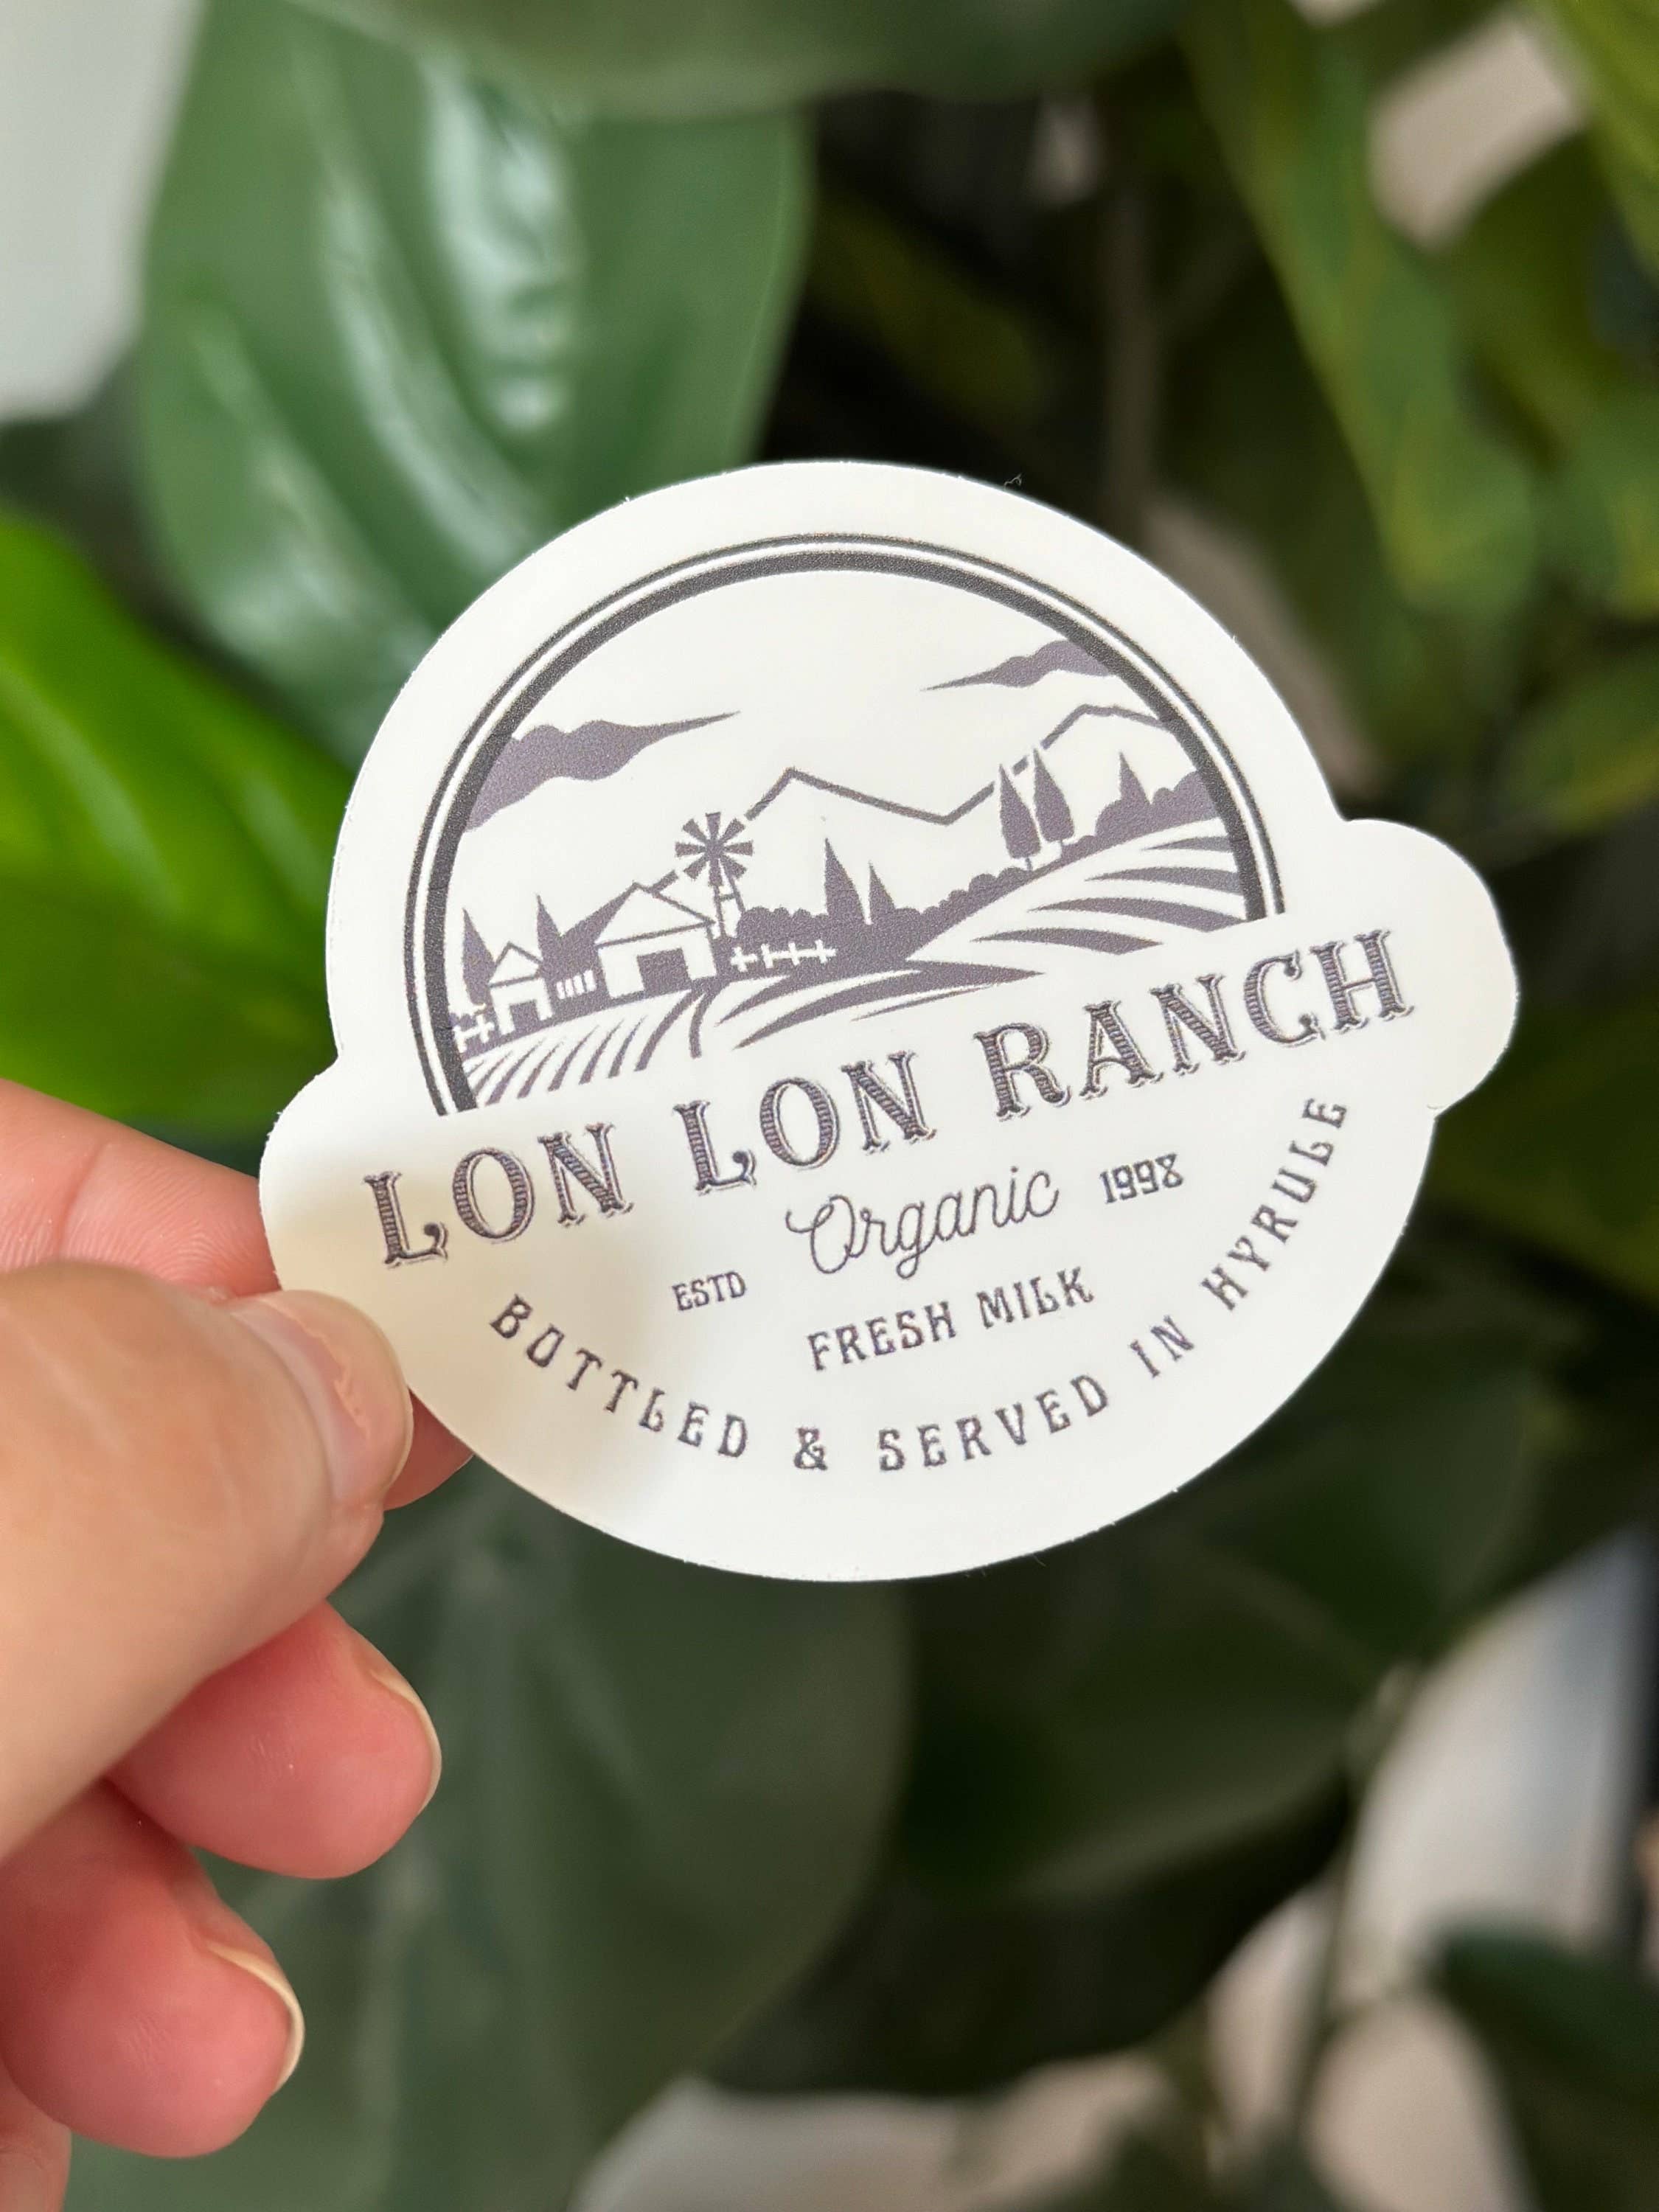 LON LON RANCH
ESTD Organic 1998
FRESH MILK
BOTTLED & SERVED IN HYRULE